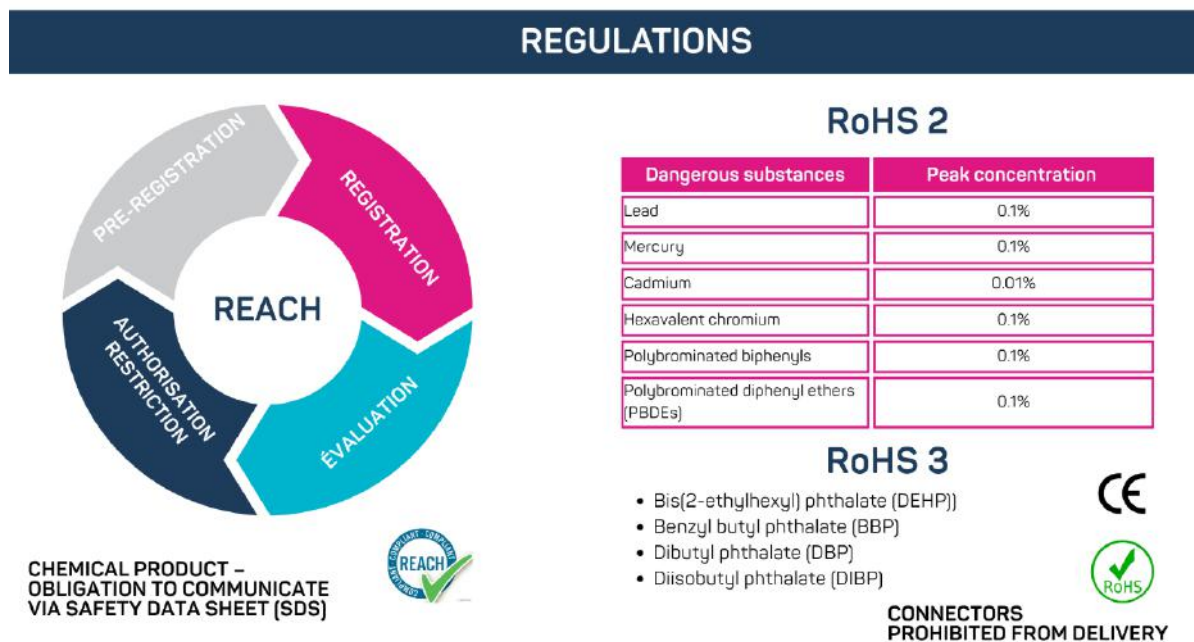 REGULATIONS
PRE-REGISTRATION
REGISTRATION
ÉVALUATION
AUTHORISATION
RESTRICTION
REACH
CHEMICAL PRODUCT –
OBLIGATION TO COMMUNICATE
VIA SAFETY DATA SHEET (SDS)
COMPLIANT · COMPLIANT
REACH
COMPLIANT
RoHS 2
Dangerous substances Peak concentration
Lead 0.1%
Mercury 0.1%
Cadmium 0.01%
Hexavalent chromium 0.1%
Polybrominated biphenyls 0.1%
Polybrominated diphenyl ethers
(PBDEs) 0.1%
RoHS 3
• Bis(2-ethylhexyl) phthalate (DEHP))
• Benzyl butyl phthalate (BBP)
• Dibutyl phthalate (DBP)
• Diisobutyl phthalate (DIBP)
CE
RoHS
CONNECTORS
PROHIBITED FROM DELIVERY